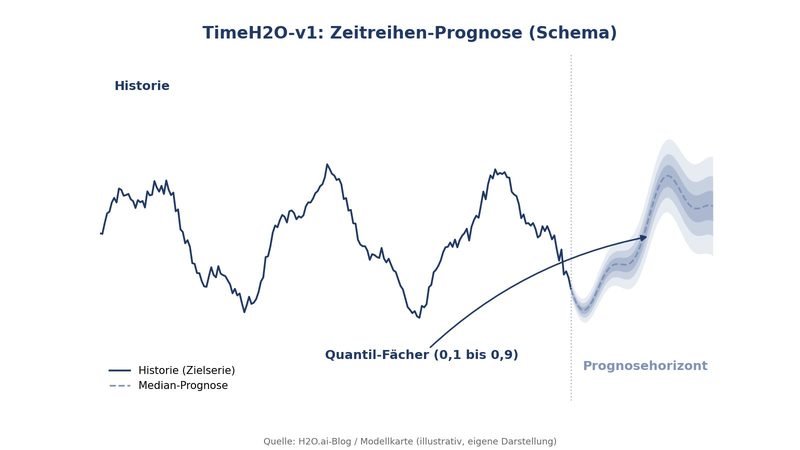 TimeH2O-v1: Zeitreihen-Prognose (Schema)
Historie
Quantil-Fächer (0,1 bis 0,9)
Prognosehorizont
Historie (Zielserie)
Median-Prognose
Quelle: H2O.ai-Blog / Modellkarte (illustrativ, eigene Darstellung)